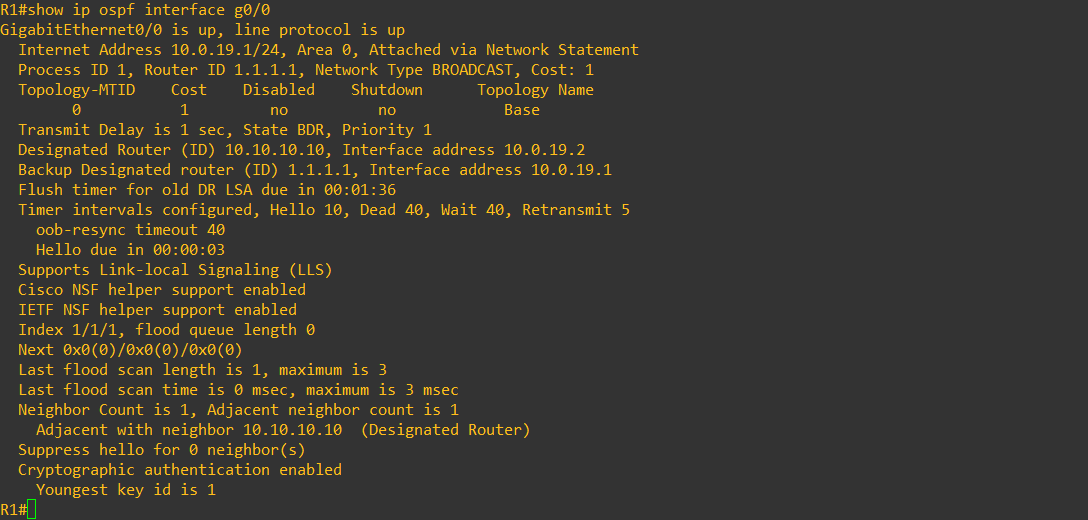 R1#show ip ospf interface g0/0
GigabitEthernet0/0 is up, line protocol is up
  Internet Address 10.0.19.1/24, Area 0, Attached via Network Statement
  Process ID 1, Router ID 1.1.1.1, Network Type BROADCAST, Cost: 1
  Topology-MTID    Cost    Disabled    Shutdown      Topology Name
        0           1         no          no            Base
  Transmit Delay is 1 sec, State BDR, Priority 1
  Designated Router (ID) 10.10.10.10, Interface address 10.0.19.2
  Backup Designated router (ID) 1.1.1.1, Interface address 10.0.19.1
  Flush timer for old DR LSA due in 00:01:36
  Timer intervals configured, Hello 10, Dead 40, Wait 40, Retransmit 5
    oob-resync timeout 40
    Hello due in 00:00:03
  Supports Link-local Signaling (LLS)
  Cisco NSF helper support enabled
  IETF NSF helper support enabled
  Index 1/1/1, flood queue length 0
  Next 0x0(0)/0x0(0)/0x0(0)
  Last flood scan length is 1, maximum is 3
  Last flood scan time is 0 msec, maximum is 3 msec
  Neighbor Count is 1, Adjacent neighbor count is 1
    Adjacent with neighbor 10.10.10.10  (Designated Router)
  Suppress hello for 0 neighbor(s)
  Cryptographic authentication enabled
    Youngest key id is 1
R1#